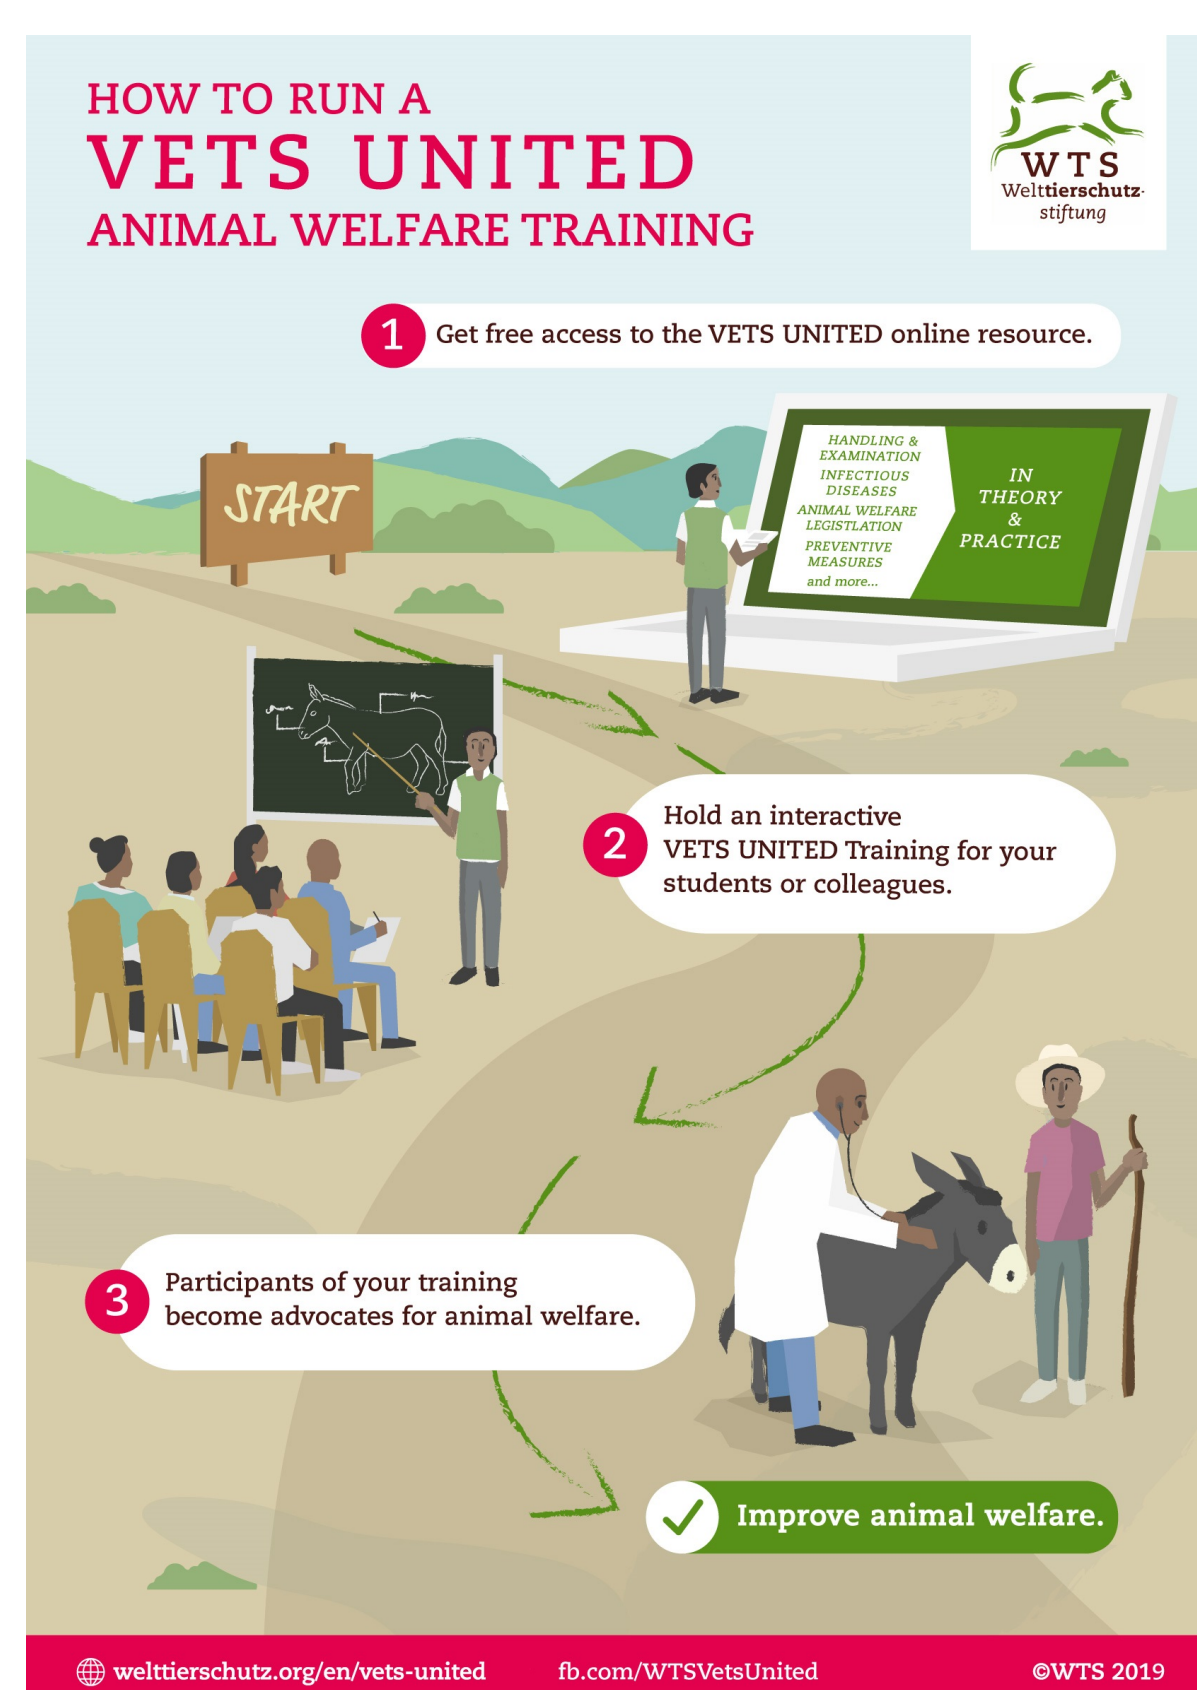 HOW TO RUN A
VETS UNITED
ANIMAL WELFARE TRAINING
WTS
Welttierschutz-
stiftung
1 Get free access to the VETS UNITED online resource.
START
HANDLING &
EXAMINATION
INFECTIOUS
DISEASES
ANIMAL WELFARE
LEGISTLATION
PREVENTIVE
MEASURES
and more...
IN
THEORY
&
PRACTICE
2 Hold an interactive
VETS UNITED Training for your
students or colleagues.
3 Participants of your training
become advocates for animal welfare.
Improve animal welfare.
welttierschutz.org/en/vets-united
fb.com/WTSVetsUnited
©WTS 2019